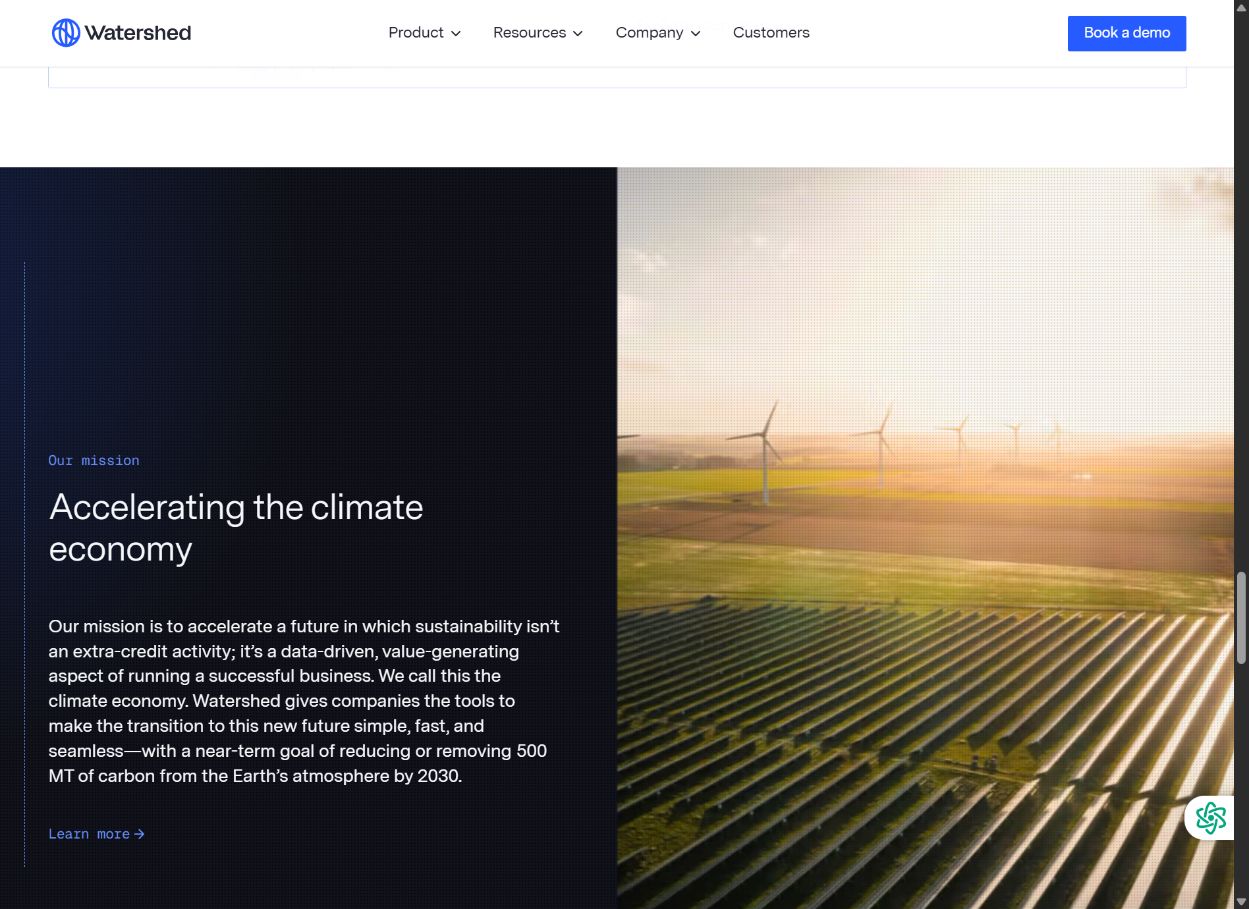 Watershed
Product
Resources
Company
Customers
Book a demo
Our mission
Accelerating the climate
economy
Our mission is to accelerate a future in which sustainability isn’t
an extra-credit activity; it’s a data-driven, value-generating
aspect of running a successful business. We call this the
climate economy. Watershed gives companies the tools to
make the transition to this new future simple, fast, and
seamless—with a near-term goal of reducing or removing 500
MT of carbon from the Earth’s atmosphere by 2030.
Learn more